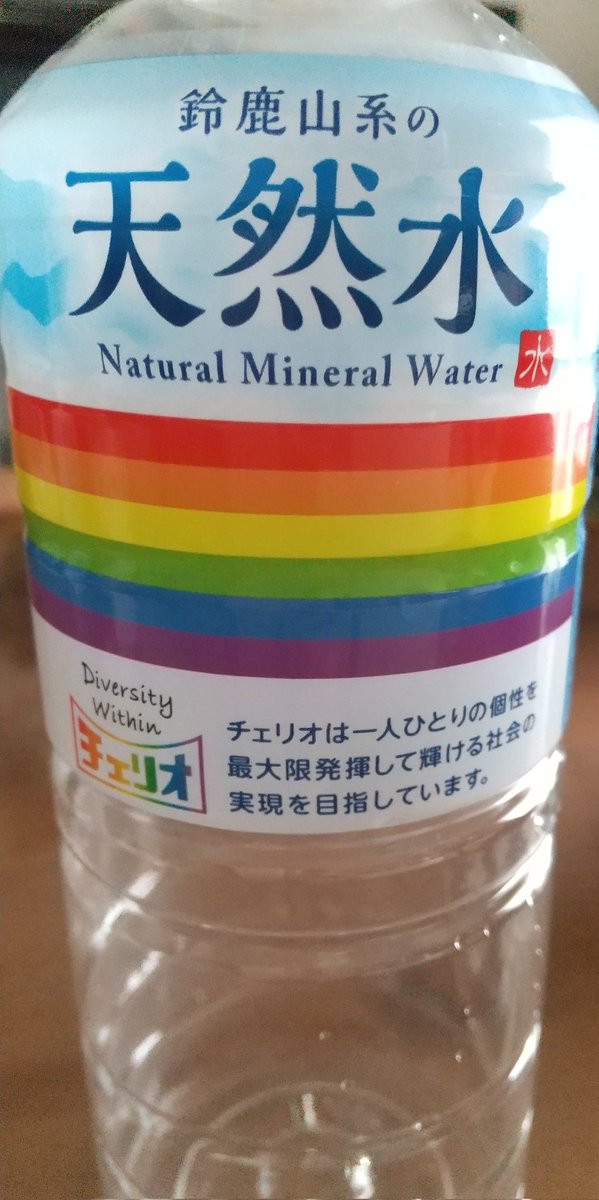 鈴鹿山系の
天然水
Natural Mineral Water
水
Diversity
Within
チェリオ
チェリオは一人ひとりの個性を
最大限発揮して輝ける社会の
実現を目指しています。